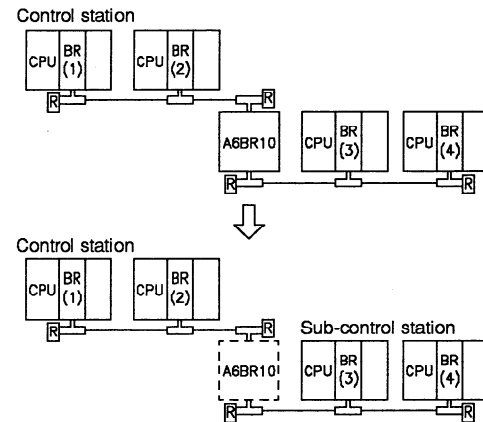 Control station
CPU BR (1) CPU BR (2)
R R
A6BR10 CPU BR (3) CPU BR (4)
R R
Control station
CPU BR (1) CPU BR (2)
R R
Sub-control station
A6BR10 CPU BR (3) CPU BR (4)
R R